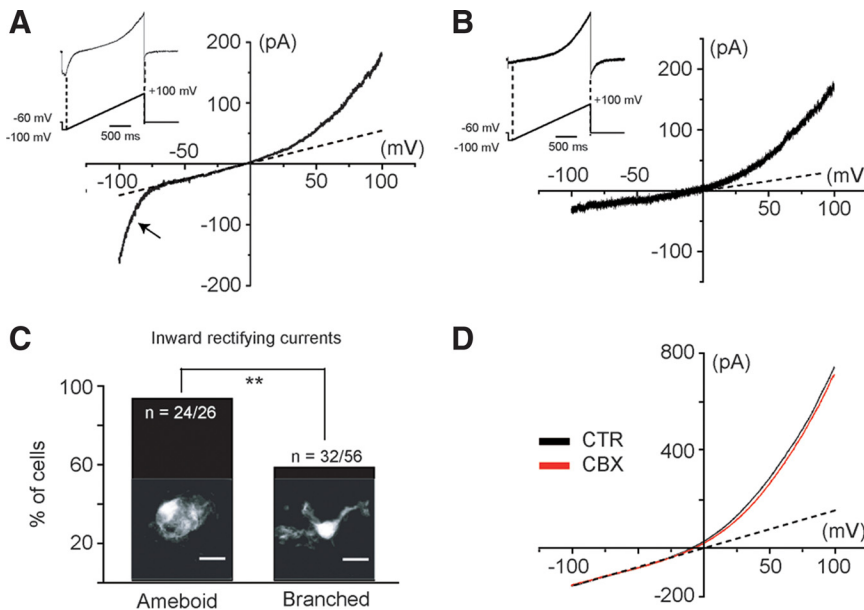 A
(pA)
200
100
+100 mV
-60 mV
-100 mV
500 ms
-100
-50
(mV)
50
100
-100
-200
B
(pA)
200
150
100
+100 mV
-60 mV
-100 mV
500 ms
50
-100
-50
(mV)
50
100
-100
C
Inward rectifying currents
**
100
n = 24/26
n = 32/56
60
20
% of cells
Ameboid
Branched
D
800
(pA)
CTR
CBX
400
(mV)
-100
50
100
-200